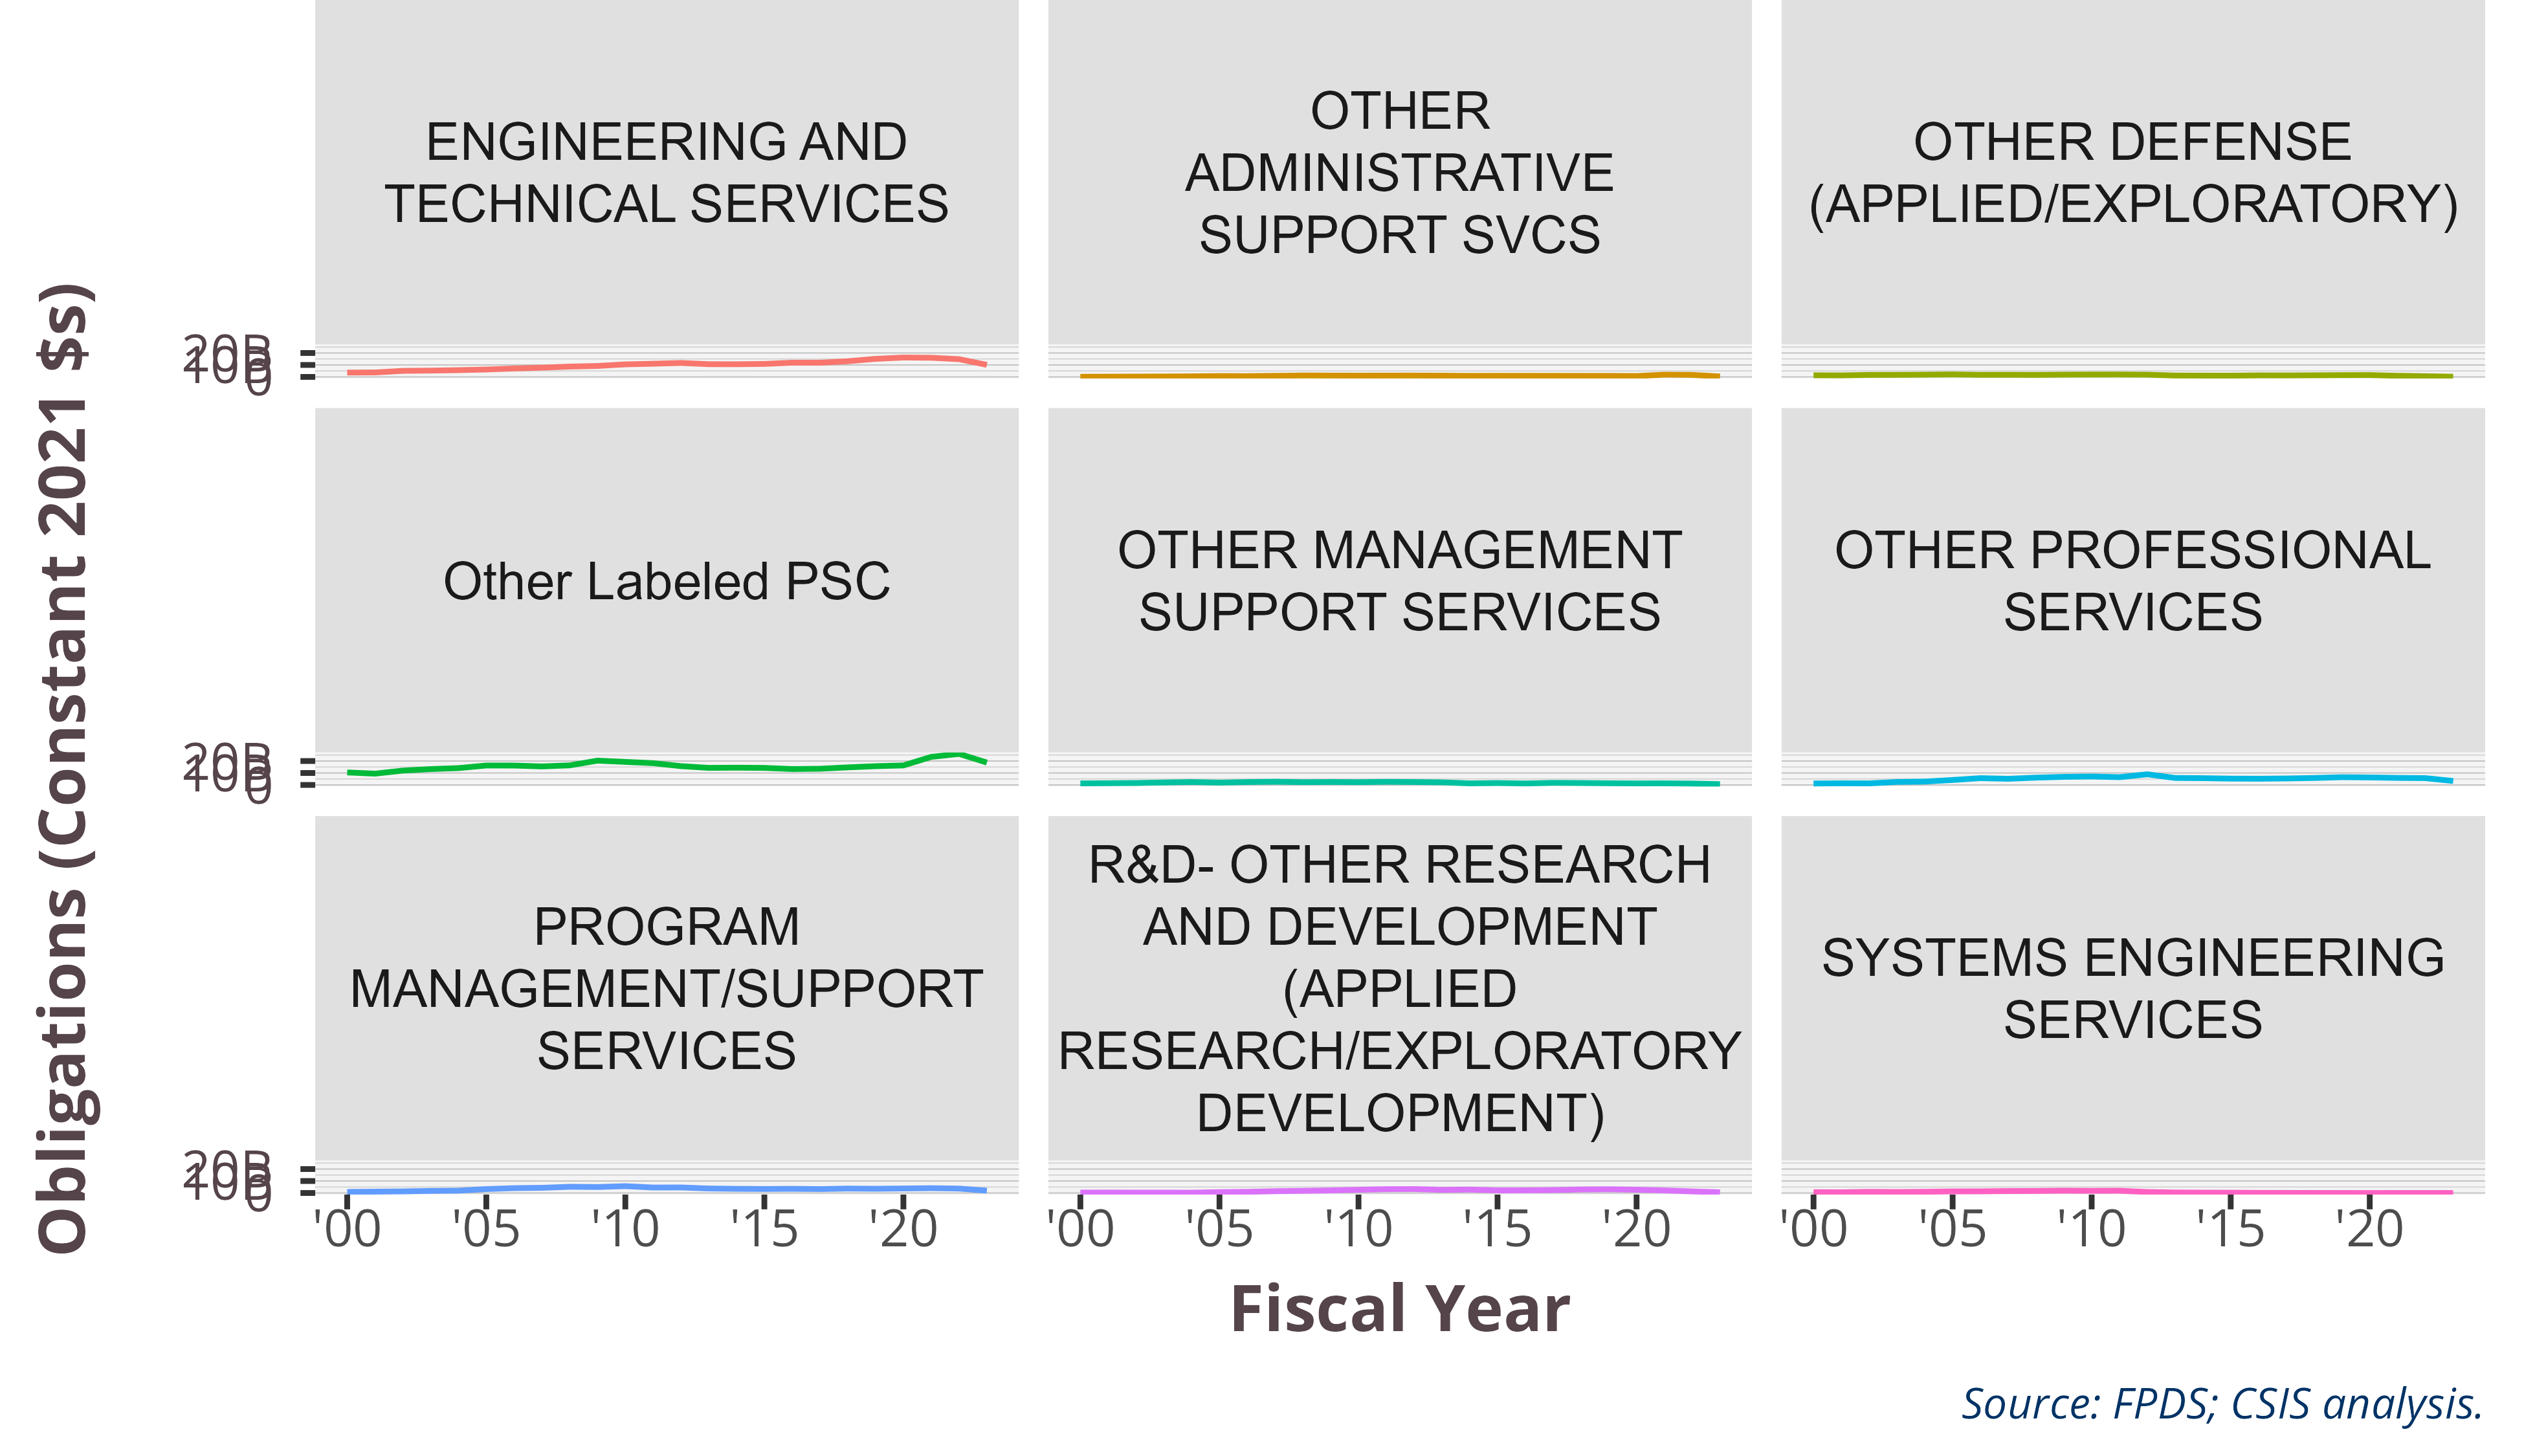 ENGINEERING AND
TECHNICAL SERVICES
OTHER
ADMINISTRATIVE
SUPPORT SVCS
OTHER DEFENSE
(APPLIED/EXPLORATORY)
20B
10B
0
Other Labeled PSC
OTHER MANAGEMENT
SUPPORT SERVICES
OTHER PROFESSIONAL
SERVICES
20B
10B
0
PROGRAM
MANAGEMENT/SUPPORT
SERVICES
R&D- OTHER RESEARCH
AND DEVELOPMENT
(APPLIED
RESEARCH/EXPLORATORY
DEVELOPMENT)
SYSTEMS ENGINEERING
SERVICES
20B
10B
0
'00 '05 '10 '15 '20
'00 '05 '10 '15 '20
'00 '05 '10 '15 '20
Obligations (Constant 2021 $s)
Fiscal Year
Source: FPDS; CSIS analysis.